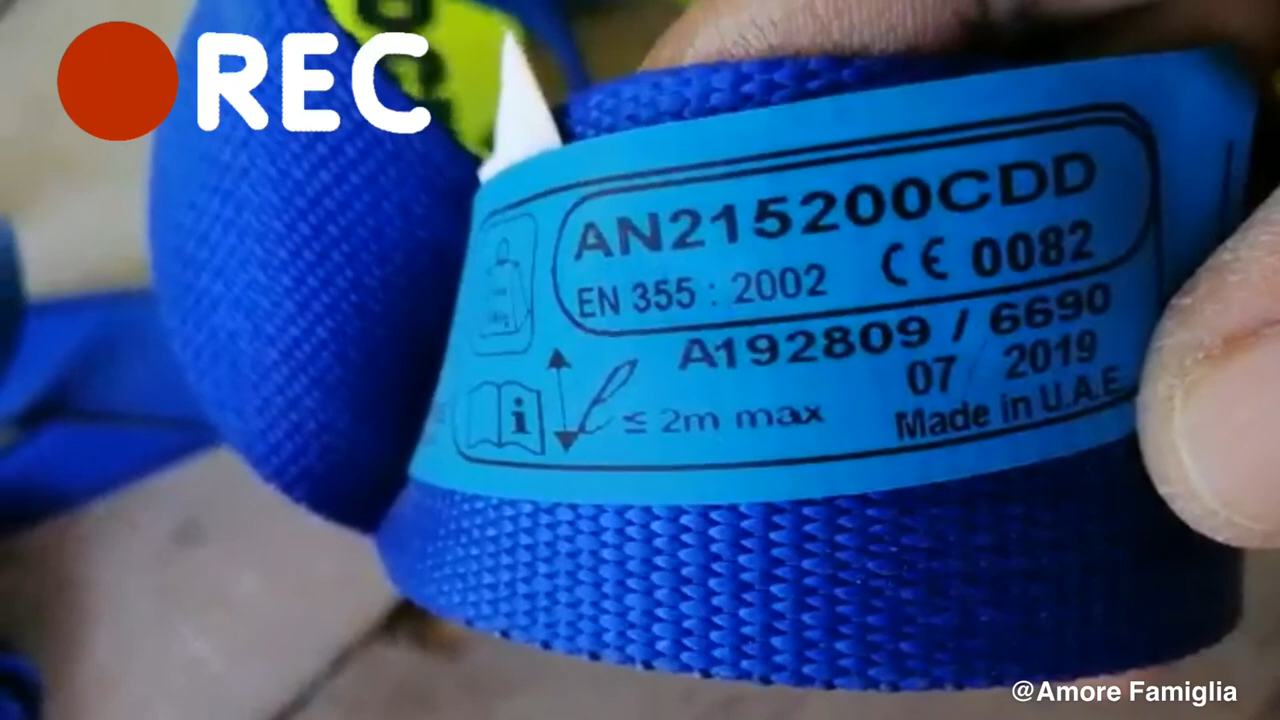 REC
AN215200CDD
EN 355 : 2002 CE 0082
A192809 / 6690
07 2019
≤ 2m max
Made in U.A.E.
@Amore Famiglia